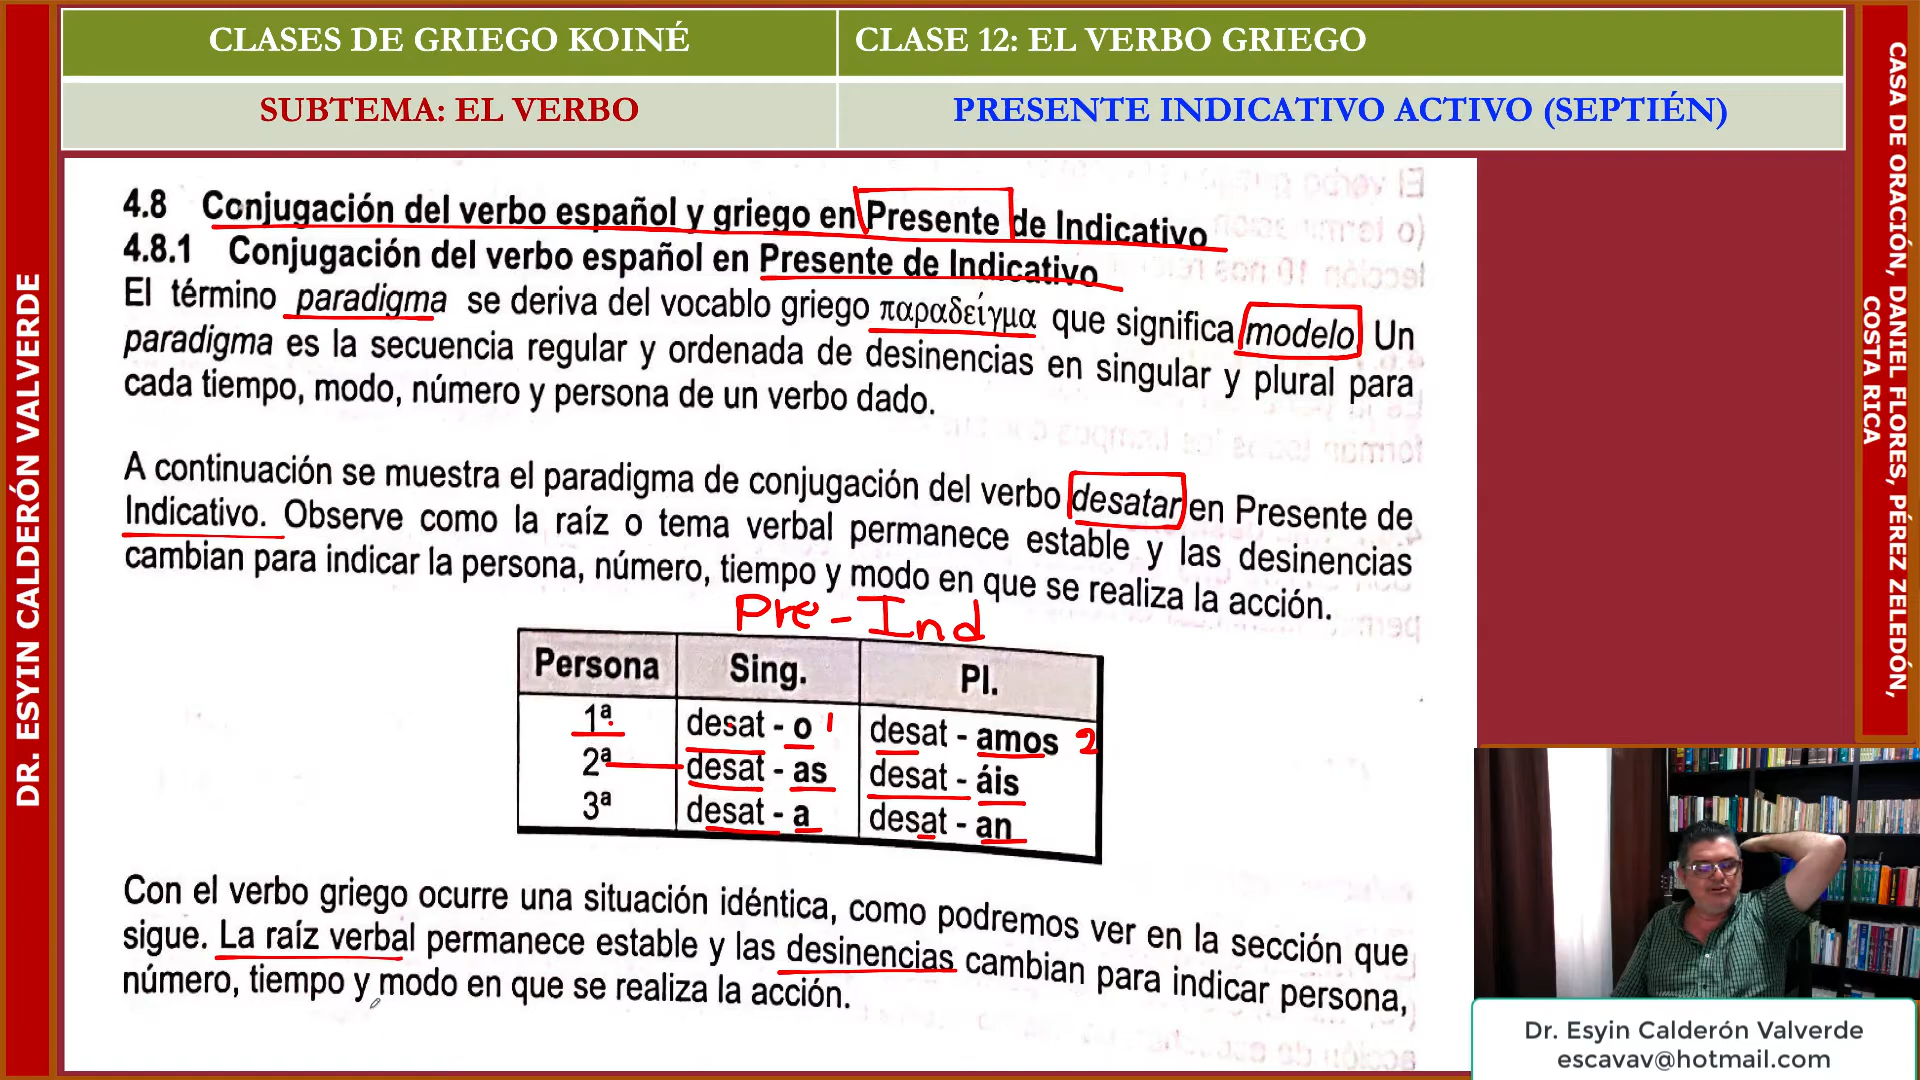 CLASES DE GRIEGO KOINÉ
CLASE 12: EL VERBO GRIEGO
SUBTEMA: EL VERBO
PRESENTE INDICATIVO ACTIVO (SEPTIÉN)
DR. ESYIN CALDERÓN VALVERDE
CASA DE ORACIÓN, DANIEL FLORES, PÉREZ ZELEDÓN,
COSTA RICA
4.8 Conjugación del verbo español y griego en Presente de Indicativo
4.8.1 Conjugación del verbo español en Presente de Indicativo
El término paradigma se deriva del vocablo griego παραδείγμα que significa modelo. Un
paradigma es la secuencia regular y ordenada de desinencias en singular y plural para
cada tiempo, modo, número y persona de un verbo dado.
A continuación se muestra el paradigma de conjugación del verbo desatar en Presente de
Indicativo. Observe como la raíz o tema verbal permanece estable y las desinencias
cambian para indicar la persona, número, tiempo y modo en que se realiza la acción.
Pre - Ind
Persona Sing. Pl.
1ª desat - o 1 desat - amos 2
2ª desat - as desat - áis
3ª desat - a desat - an
Con el verbo griego ocurre una situación idéntica, como podremos ver en la sección que
sigue. La raíz verbal permanece estable y las desinencias cambian para indicar persona,
número, tiempo y modo en que se realiza la acción.
Dr. Esyin Calderón Valverde
escavav@hotmail.com